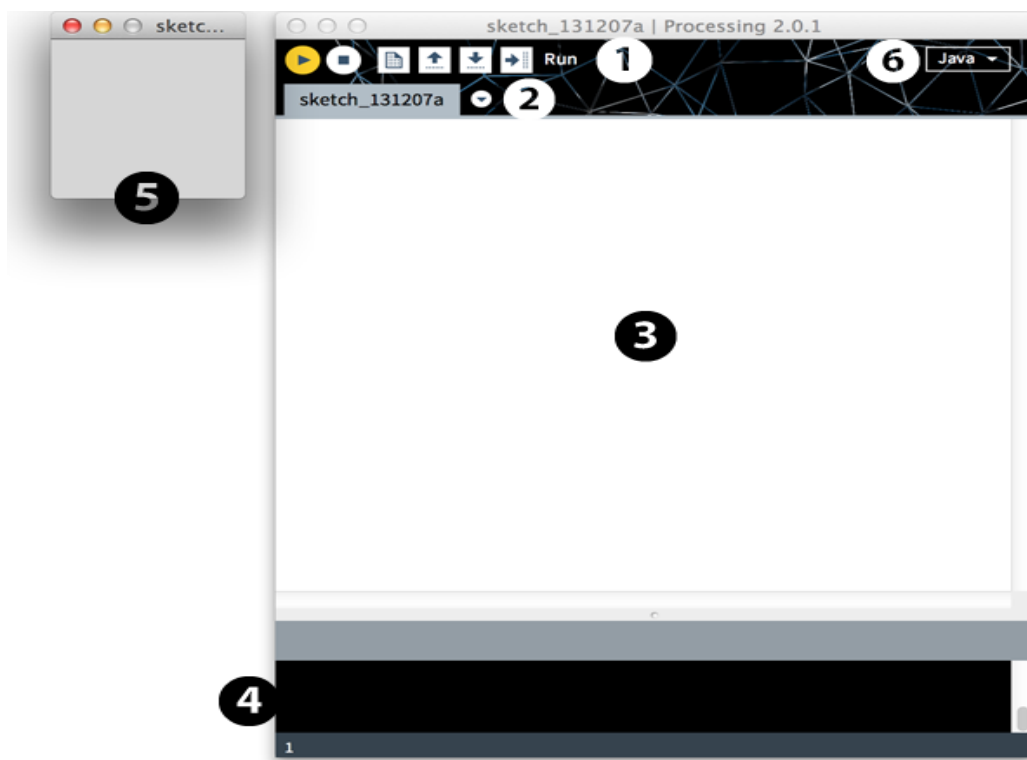 sketc...
sketch_131207a | Processing 2.0.1
Run
1
6
Java
sketch_131207a
2
5
3
4
1